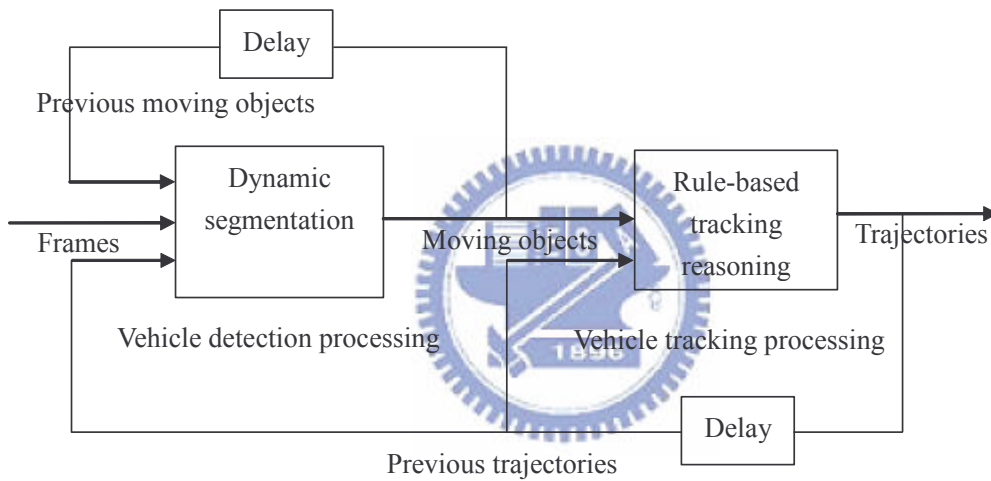 Delay
Previous moving objects
Dynamic
segmentation
Rule-based
tracking
reasoning
Frames
Moving objects
Trajectories
Vehicle detection processing
Vehicle tracking processing
1896
Delay
Previous trajectories